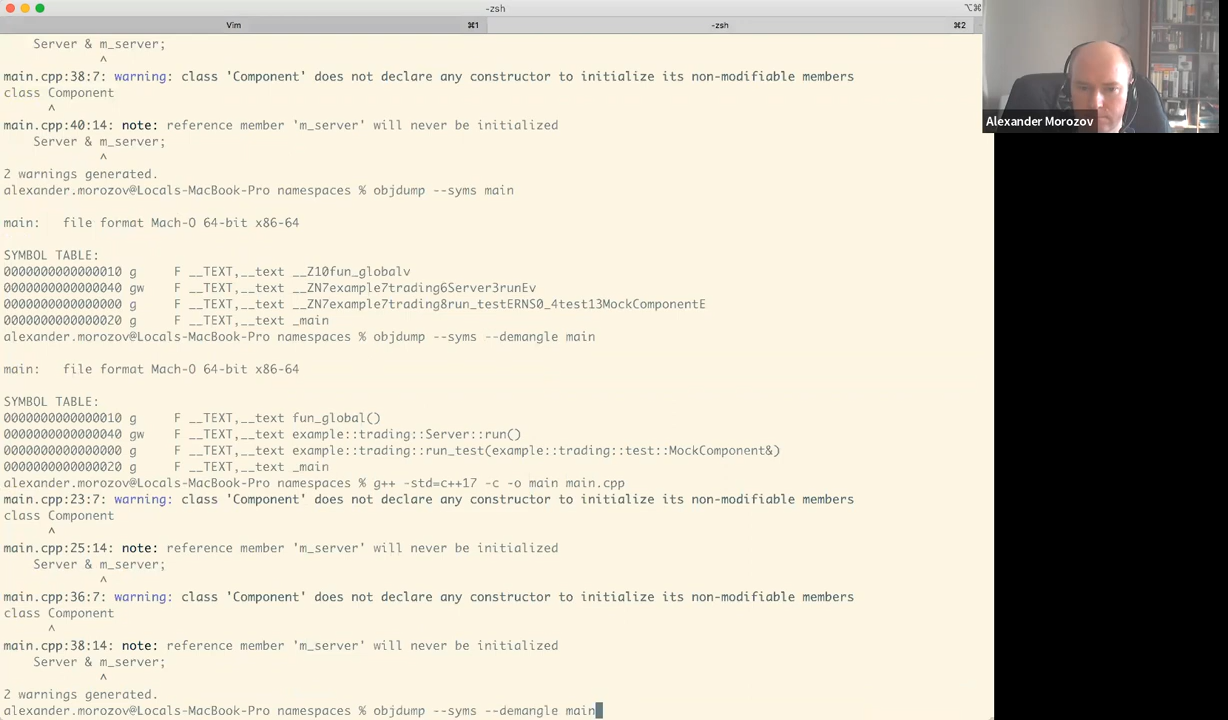 -zsh
Vim
⌘1
-zsh
⌘2
⌥⌘
Server & m_server;
^
main.cpp:38:7: warning: class 'Component' does not declare any constructor to initialize its non-modifiable members
class Component
^
main.cpp:40:14: note: reference member 'm_server' will never be initialized
Server & m_server;
^
2 warnings generated.
alexander.morozov@Locals-MacBook-Pro namespaces % objdump --syms main
main:   file format Mach-O 64-bit x86-64
SYMBOL TABLE:
0000000000000010 g     F __TEXT,__text __Z10fun_globalv
0000000000000040 gw    F __TEXT,__text __ZN7example7trading6Server3runEv
0000000000000000 g     F __TEXT,__text __ZN7example7trading8run_testERNS0_4test13MockComponentE
0000000000000020 g     F __TEXT,__text _main
alexander.morozov@Locals-MacBook-Pro namespaces % objdump --syms --demangle main
main:   file format Mach-O 64-bit x86-64
SYMBOL TABLE:
0000000000000010 g     F __TEXT,__text fun_global()
0000000000000040 gw    F __TEXT,__text example::trading::Server::run()
0000000000000000 g     F __TEXT,__text example::trading::run_test(example::trading::test::MockComponent&)
0000000000000020 g     F __TEXT,__text _main
alexander.morozov@Locals-MacBook-Pro namespaces % g++ -std=c++17 -c -o main main.cpp
main.cpp:23:7: warning: class 'Component' does not declare any constructor to initialize its non-modifiable members
class Component
^
main.cpp:25:14: note: reference member 'm_server' will never be initialized
Server & m_server;
^
main.cpp:36:7: warning: class 'Component' does not declare any constructor to initialize its non-modifiable members
class Component
^
main.cpp:38:14: note: reference member 'm_server' will never be initialized
Server & m_server;
^
2 warnings generated.
alexander.morozov@Locals-MacBook-Pro namespaces % objdump --syms --demangle main
Alexander Morozov